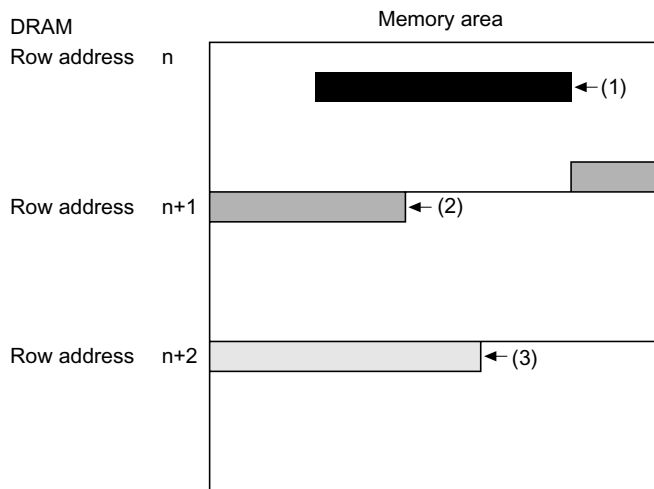 DRAM
Memory area
Row address n
(1)
Row address n+1
(2)
Row address n+2
(3)